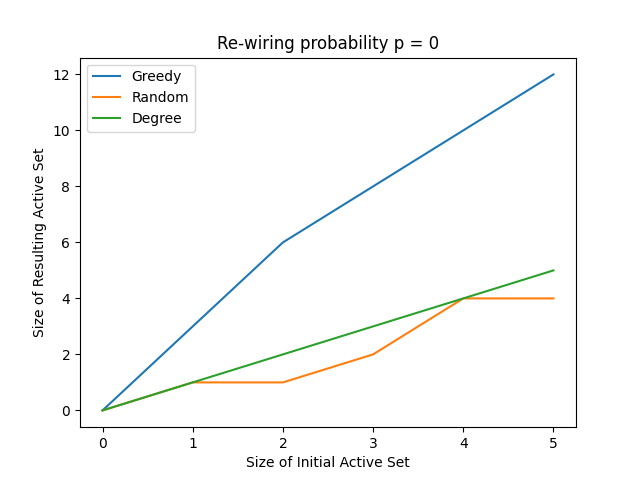 Re-wiring probability p = 0
Greedy
Random
Degree
12
10
8
6
4
2
0
Size of Resulting Active Set
0 1 2 3 4 5
Size of Initial Active Set